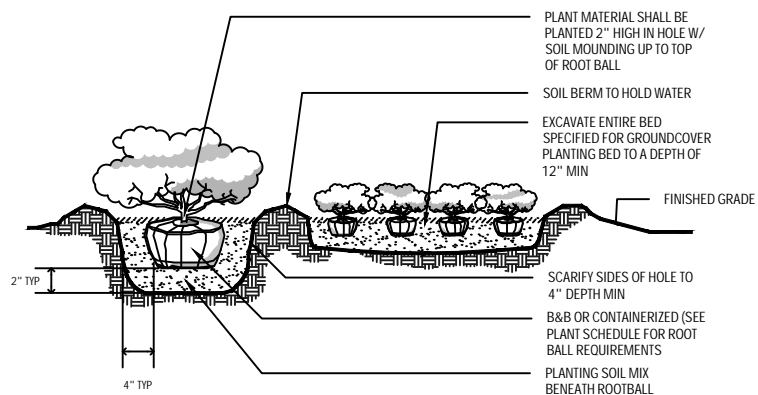 PLANT MATERIAL SHALL BE
PLANTED 2" HIGH IN HOLE W/
SOIL MOUNDING UP TO TOP
OF ROOT BALL
SOIL BERM TO HOLD WATER
EXCAVATE ENTIRE BED
SPECIFIED FOR GROUNDCOVER
PLANTING BED TO A DEPTH OF
12" MIN
FINISHED GRADE
2" TYP
SCARIFY SIDES OF HOLE TO
4" DEPTH MIN
B&B OR CONTAINERIZED (SEE
PLANT SCHEDULE FOR ROOT
BALL REQUIREMENTS
4" TYP
PLANTING SOIL MIX
BENEATH ROOTBALL